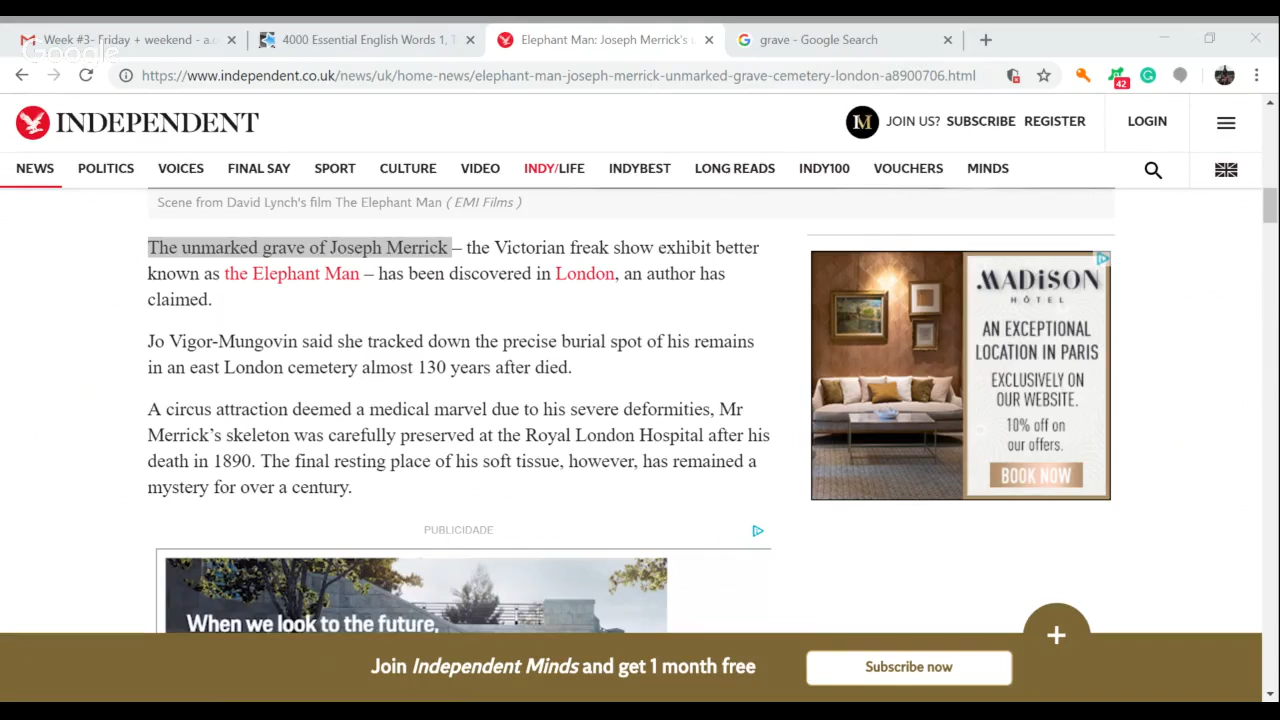 Week #3- Friday + weekend - a.c
4000 Essential English Words 1, T
Elephant Man: Joseph Merrick's u
grave - Google Search
Google
https://www.independent.co.uk/news/uk/home-news/elephant-man-joseph-merrick-unmarked-grave-cemetery-london-a8900706.html
42
INDEPENDENT
IM JOIN US? SUBSCRIBE REGISTER
LOGIN
NEWS POLITICS VOICES FINAL SAY SPORT CULTURE VIDEO INDY/LIFE INDYBEST LONG READS INDY100 VOUCHERS MINDS
Scene from David Lynch's film The Elephant Man ( EMI Films )
The unmarked grave of Joseph Merrick – the Victorian freak show exhibit better
known as the Elephant Man – has been discovered in London, an author has
claimed.
Jo Vigor-Mungovin said she tracked down the precise burial spot of his remains
in an east London cemetery almost 130 years after died.
A circus attraction deemed a medical marvel due to his severe deformities, Mr
Merrick's skeleton was carefully preserved at the Royal London Hospital after his
death in 1890. The final resting place of his soft tissue, however, has remained a
mystery for over a century.
MADISON
HÔTEL
AN EXCEPTIONAL
LOCATION IN PARIS
EXCLUSIVELY ON
OUR WEBSITE.
10% off on
our offers.
BOOK NOW
PUBLICIDADE
When we look to the future,
Join Independent Minds and get 1 month free
Subscribe now